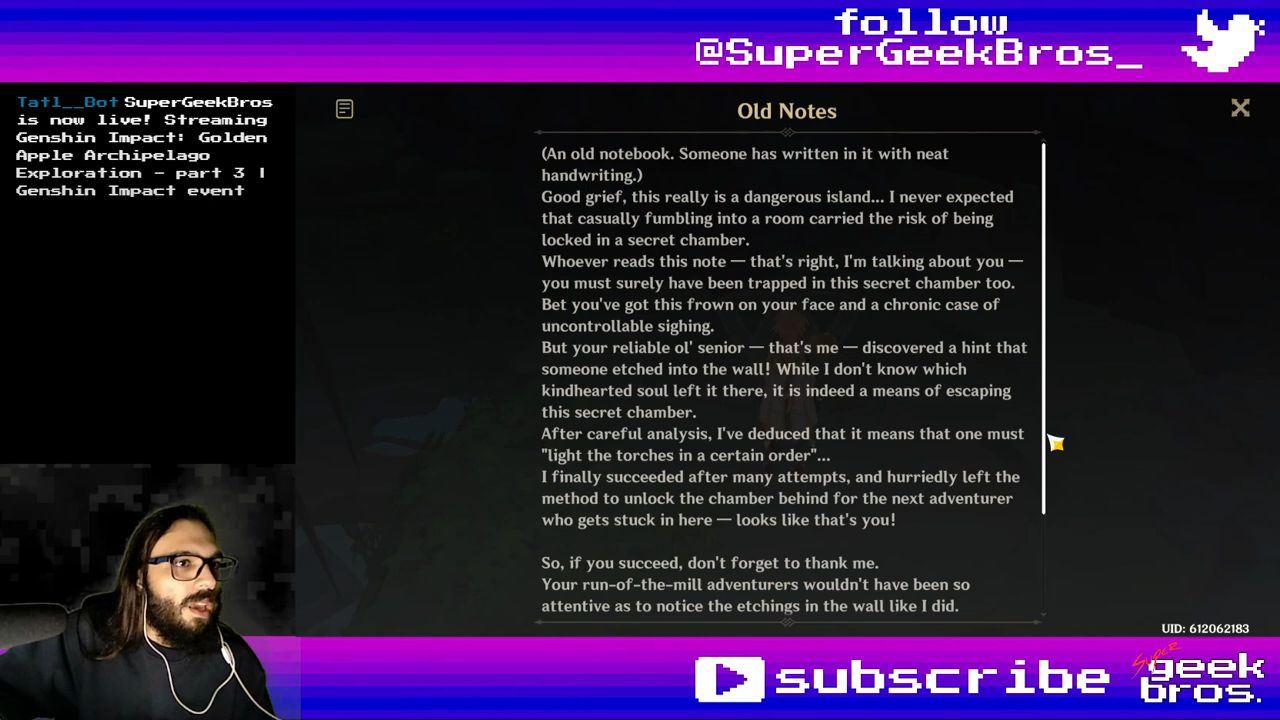 follow
@SuperGeekBros_
Tatl__Bot SuperGeekBros
is now live! Streaming
Genshin Impact: Golden
Apple Archipelago
Exploration - part 3 |
Genshin Impact event
Old Notes
(An old notebook. Someone has written in it with neat
handwriting.)
Good grief, this really is a dangerous island... I never expected
that casually fumbling into a room carried the risk of being
locked in a secret chamber.
Whoever reads this note — that's right, I'm talking about you —
you must surely have been trapped in this secret chamber too.
Bet you've got this frown on your face and a chronic case of
uncontrollable sighing.
But your reliable ol' senior — that's me — discovered a hint that
someone etched into the wall! While I don't know which
kindhearted soul left it there, it is indeed a means of escaping
this secret chamber.
After careful analysis, I've deduced that it means that one must
"light the torches in a certain order"...
I finally succeeded after many attempts, and hurriedly left the
method to unlock the chamber behind for the next adventurer
who gets stuck in here — looks like that's you!
So, if you succeed, don't forget to thank me.
Your run-of-the-mill adventurers wouldn't have been so
attentive as to notice the etchings in the wall like I did.
UID: 612062183
subscribe
Super
geek
bros.